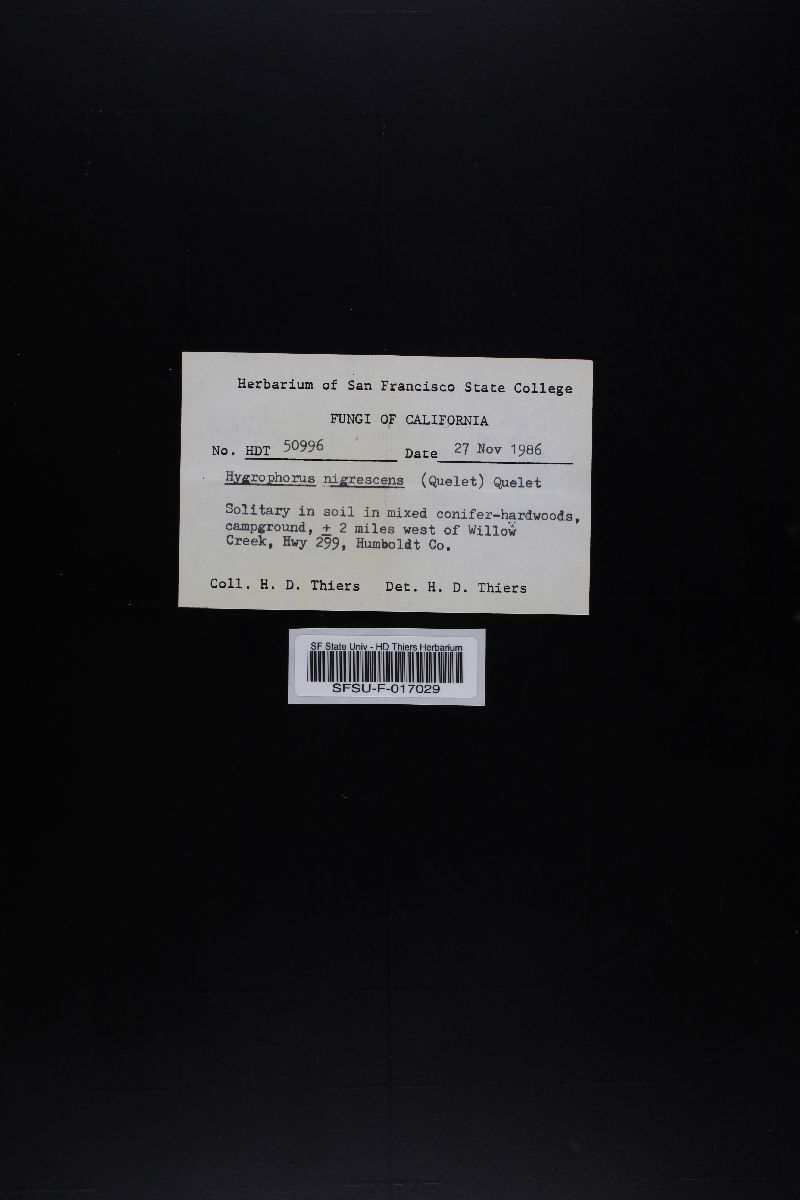 Herbarium of San Francisco State College
FUNGI OF CALIFORNIA
No. HDT 50996 Date 27 Nov 1986
Hygrophorus nigrescens (Quelet) Quelet
Solitary in soil in mixed conifer-hardwoods,
campground, ± 2 miles west of Willow
Creek, Hwy 299, Humboldt Co.
Coll. H. D. Thiers Det. H. D. Thiers
SF State Univ - HD Thiers Herbarium
SFSU-F-017029